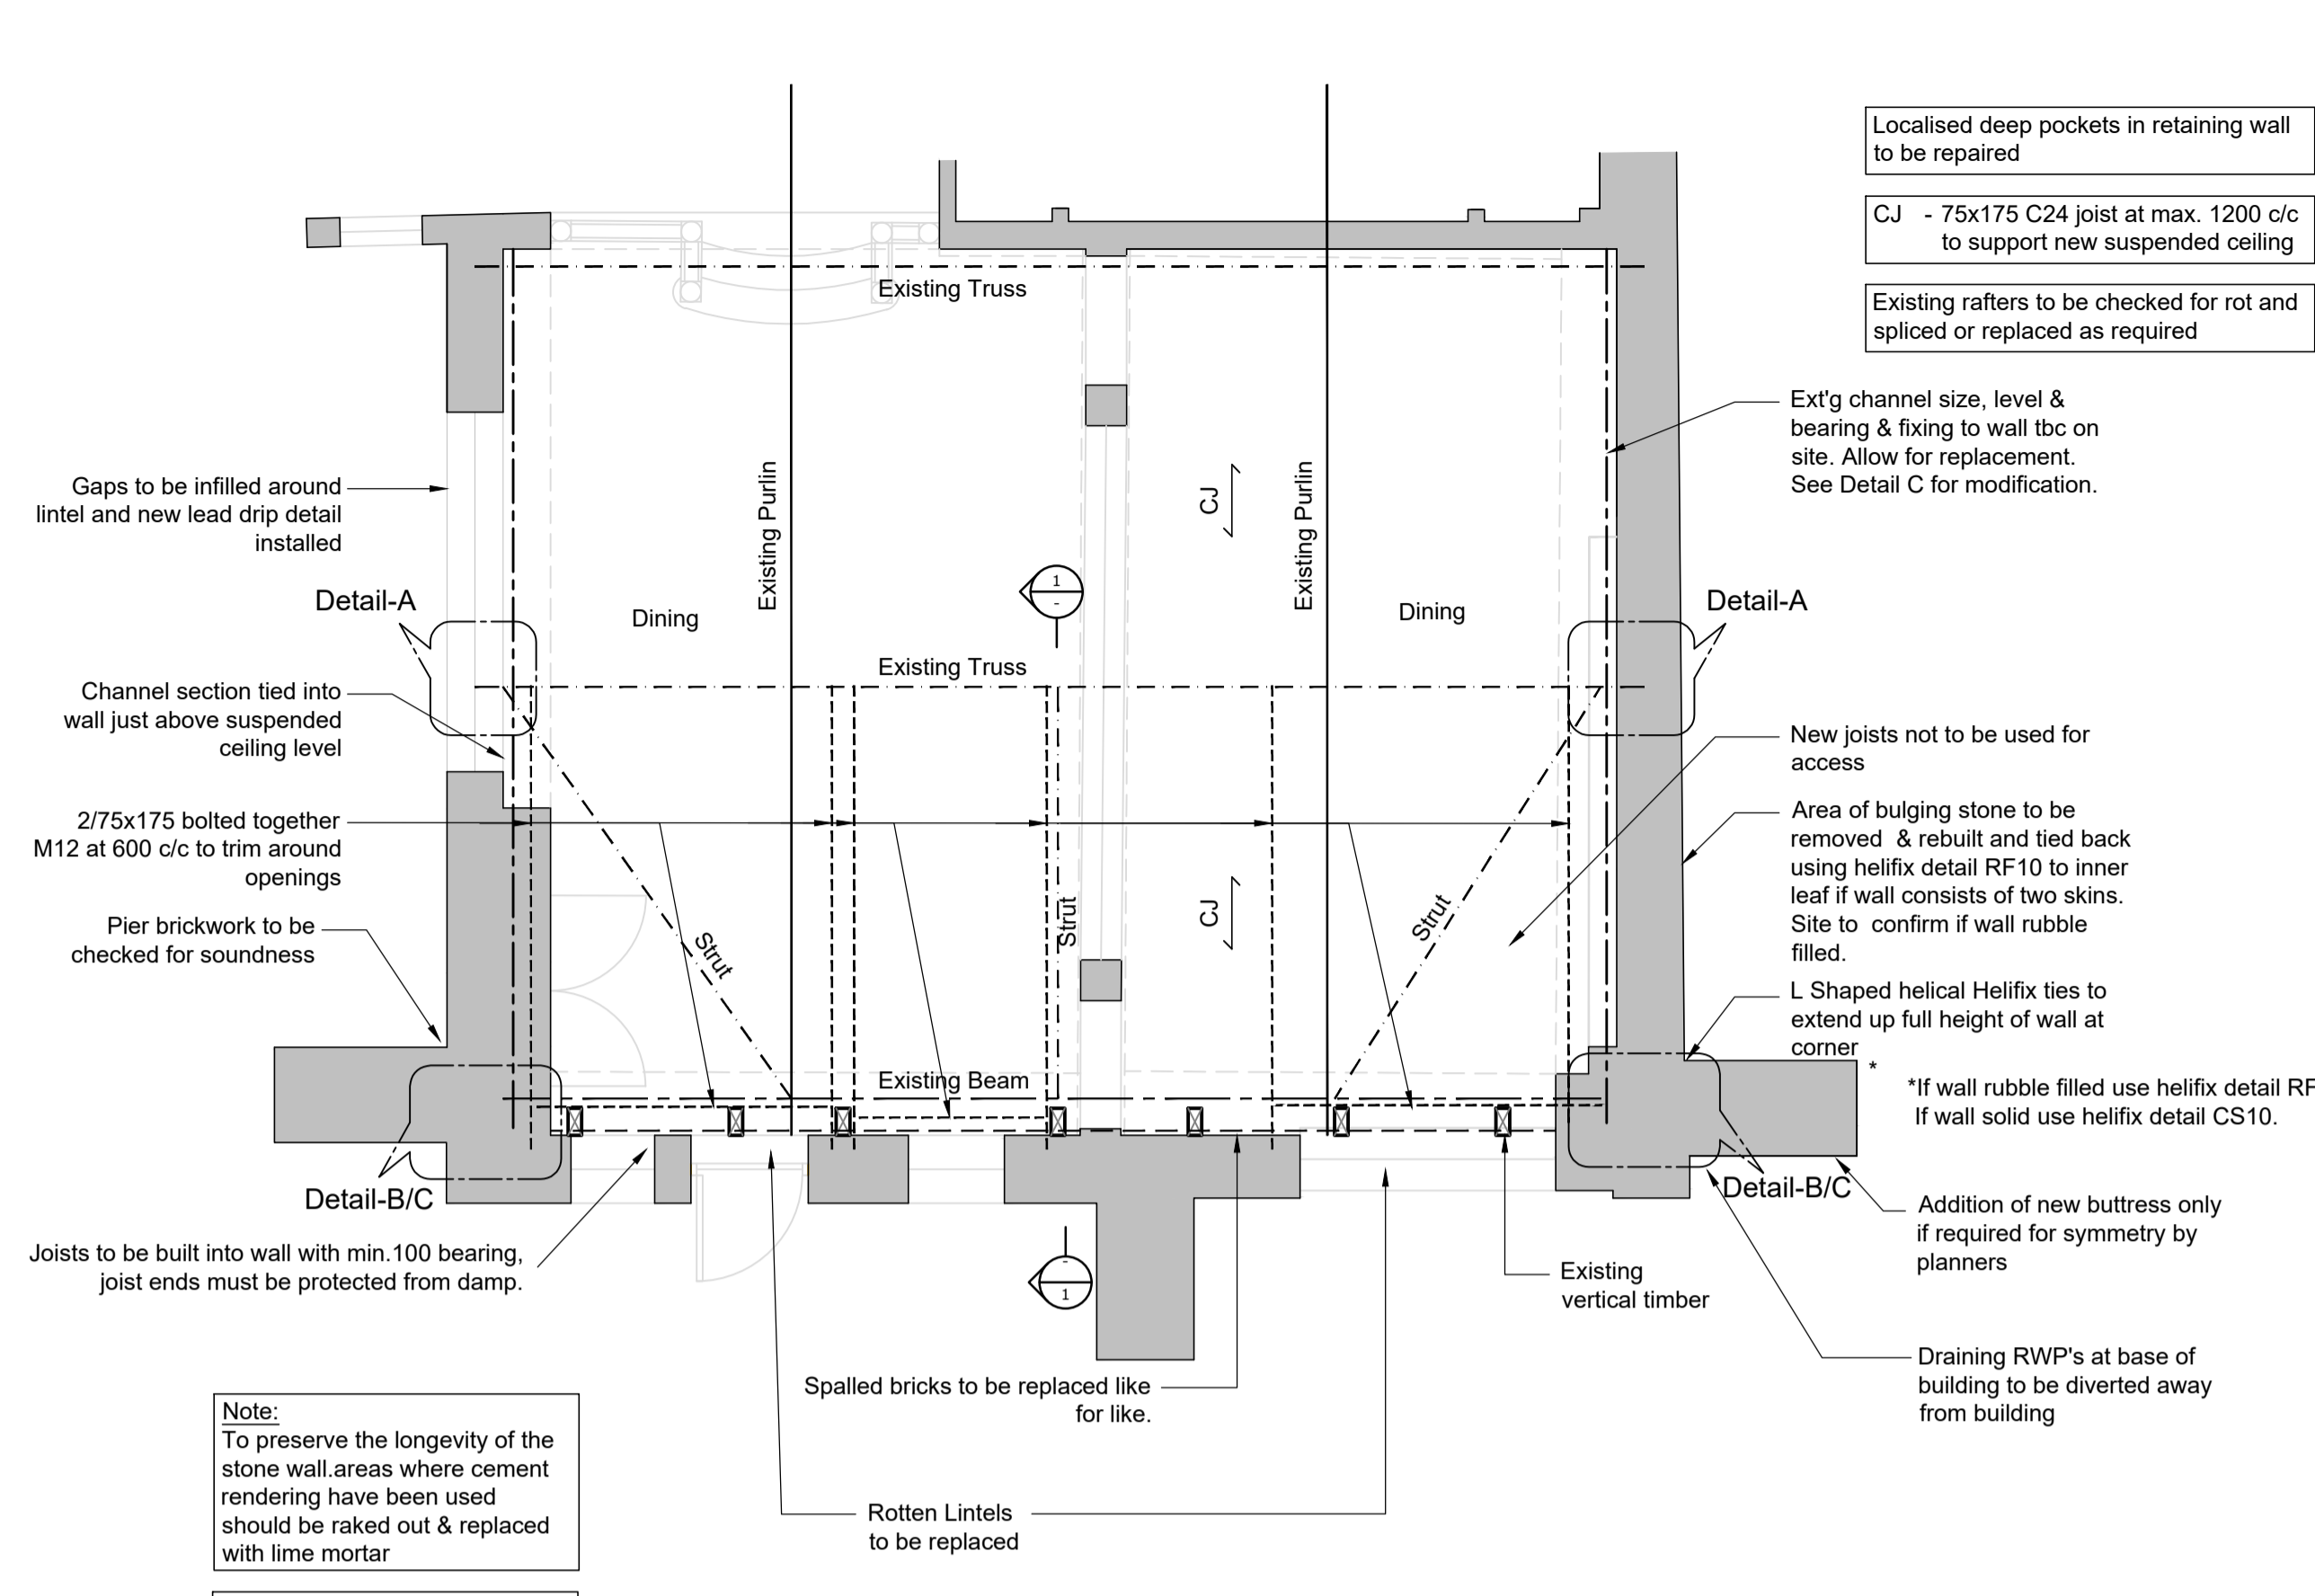 Localised deep pockets in retaining wall
to be repaired
CJ - 75x175 C24 joist at max. 1200 c/c
to support new suspended ceiling
Existing rafters to be checked for rot and
spliced or replaced as required
Existing Truss
Ext'g channel size, level &
bearing & fixing to wall tbc on
site. Allow for replacement.
See Detail C for modification.
Gaps to be infilled around
lintel and new lead drip detail
installed
Existing Purlin
CJ
Existing Purlin
1
-
Detail-A
Detail-A
Dining
Dining
Existing Truss
Channel section tied into
wall just above suspended
ceiling level
New joists not to be used for
access
2/75x175 bolted together
M12 at 600 c/c to trim around
openings
Area of bulging stone to be
removed & rebuilt and tied back
using helifix detail RF10 to inner
leaf if wall consists of two skins.
Site to confirm if wall rubble
filled.
Pier brickwork to be
checked for soundness
Strut
Strut
CJ
Strut
L Shaped helical Helifix ties to
extend up full height of wall at
corner
*
Existing Beam
*If wall rubble filled use helifix detail RF
If wall solid use helifix detail CS10.
Detail-B/C
Detail-B/C
Addition of new buttress only
if required for symmetry by
planners
Joists to be built into wall with min.100 bearing,
joist ends must be protected from damp.
-
1
Existing
vertical timber
Draining RWP's at base of
building to be diverted away
from building
Spalled bricks to be replaced like
for like.
Note:
To preserve the longevity of the
stone wall.areas where cement
rendering have been used
should be raked out & replaced
with lime mortar
Rotten Lintels
to be replaced